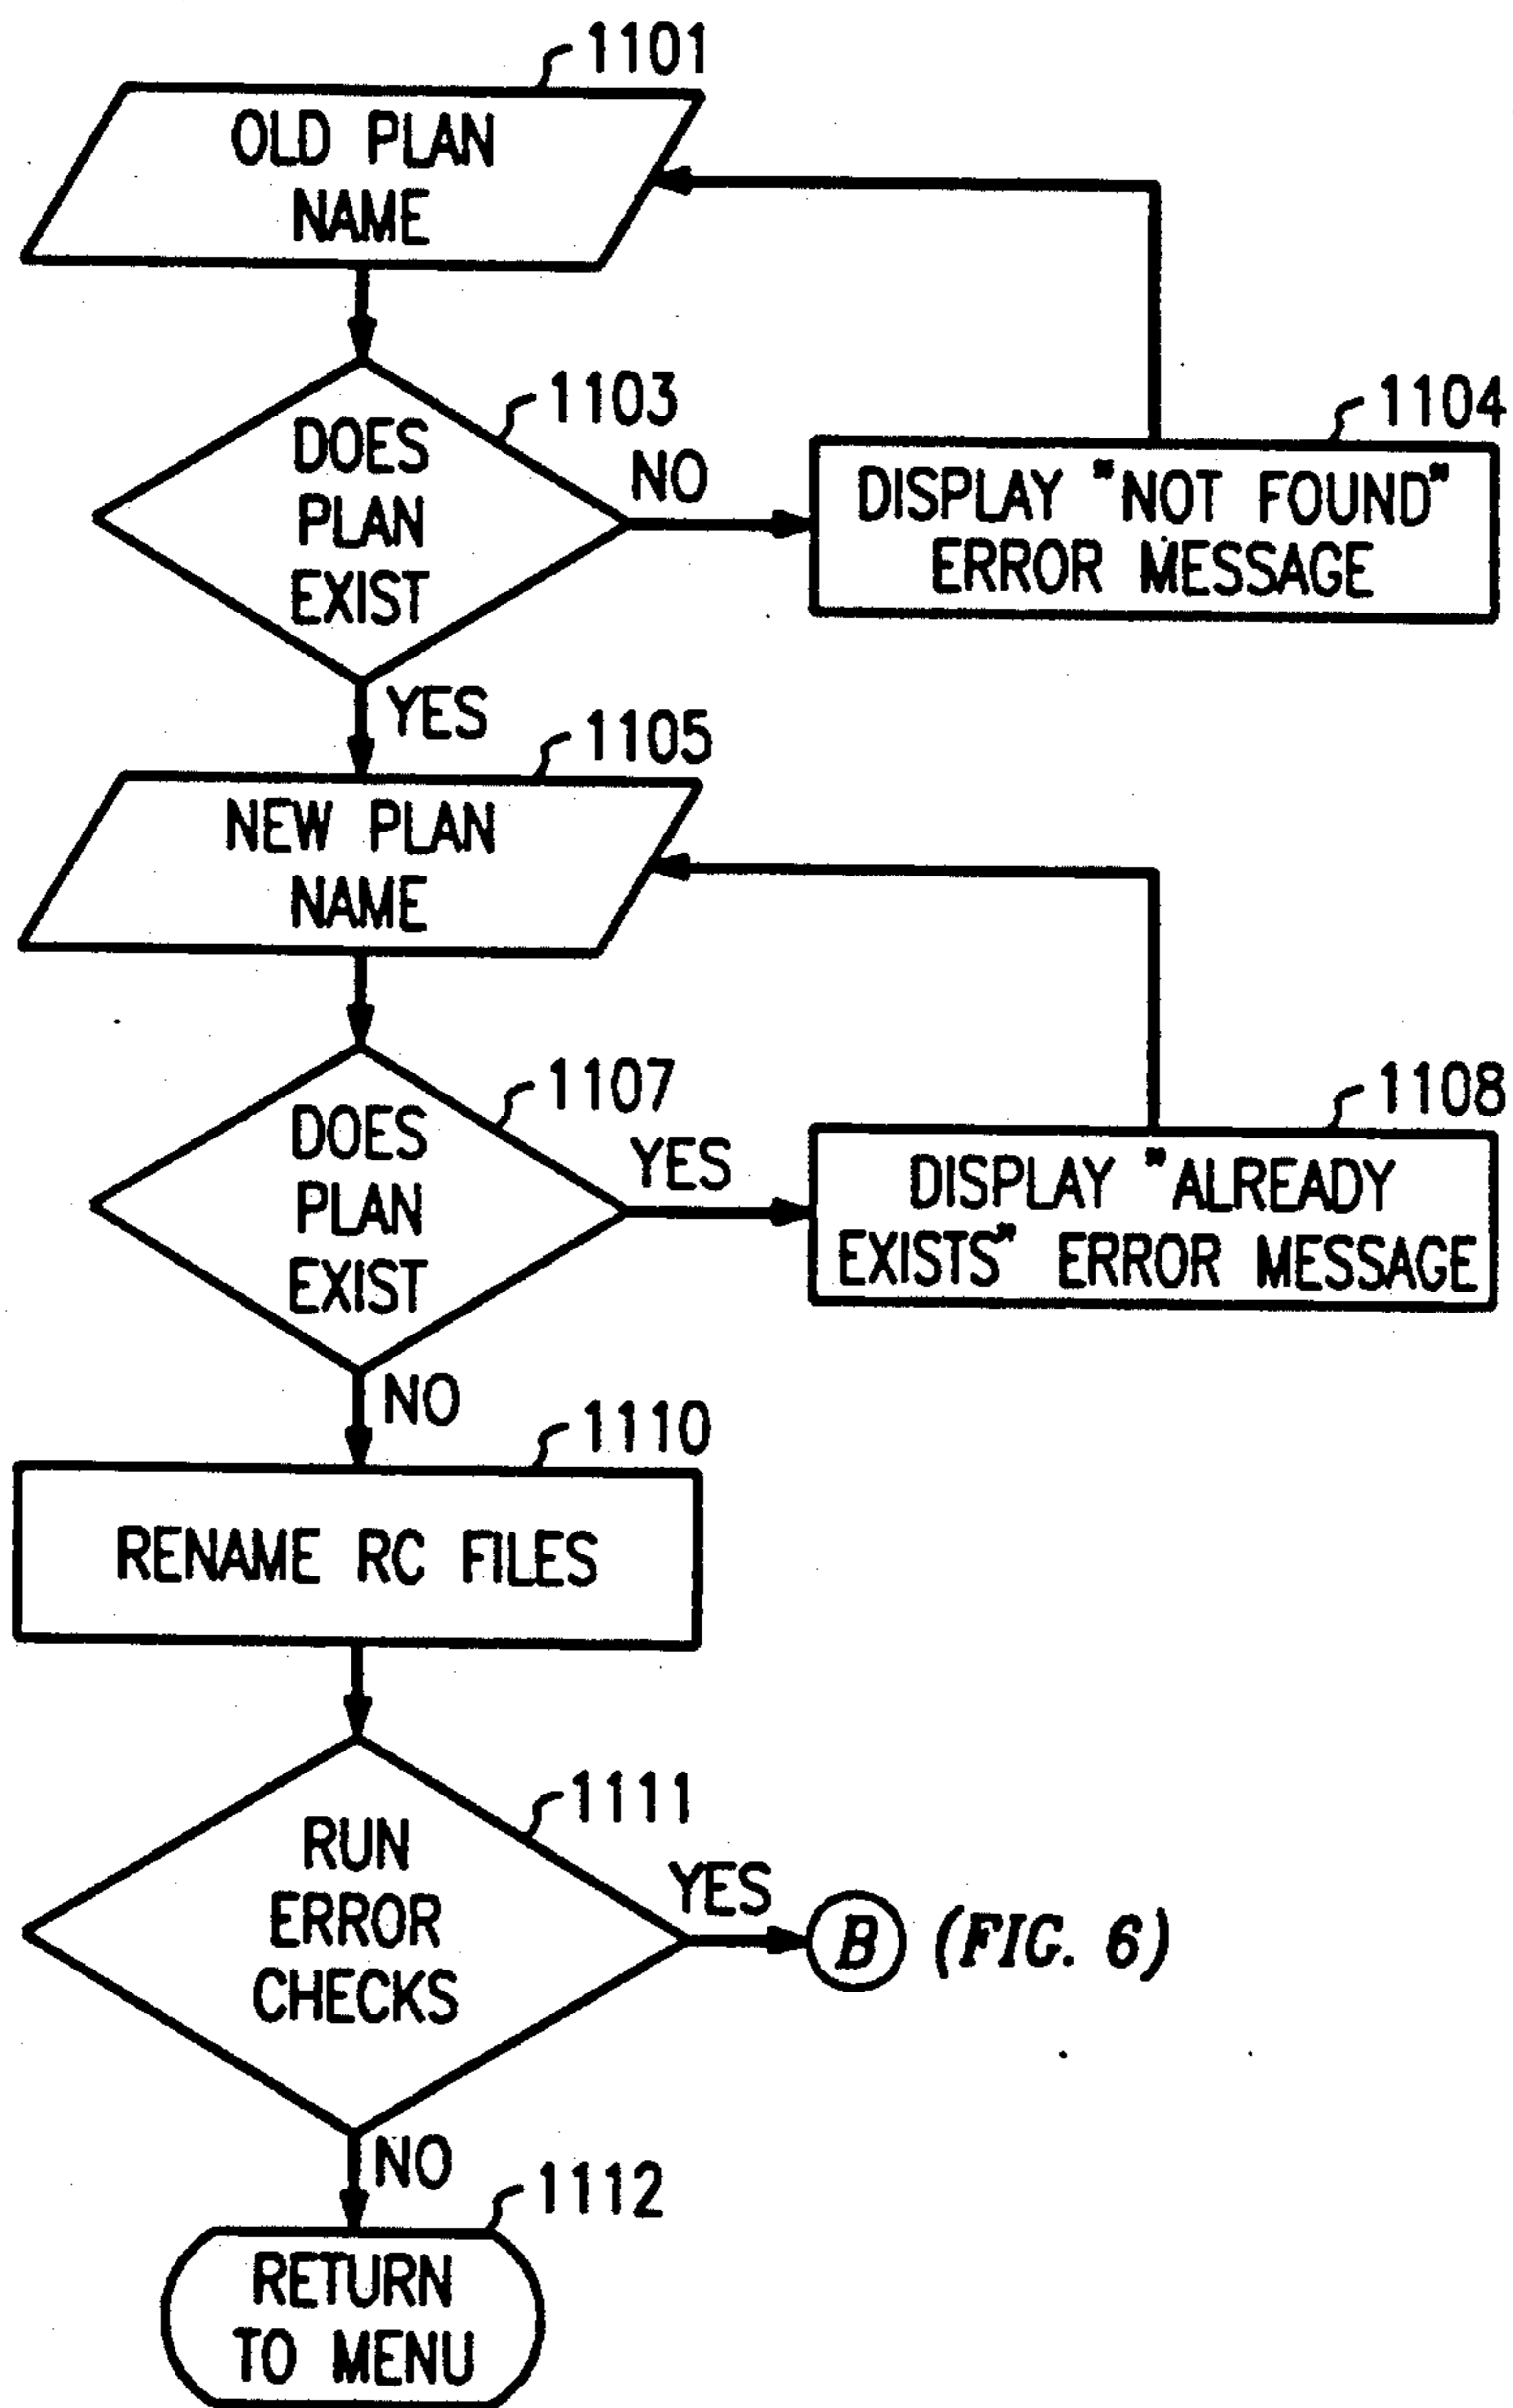 1101
OLD PLAN
NAME
1103
DOES
PLAN
EXIST
NO
1104
DISPLAY "NOT FOUND"
ERROR MESSAGE
YES
1105
NEW PLAN
NAME
1107
DOES
PLAN
EXIST
YES
1108
DISPLAY "ALREADY
EXISTS" ERROR MESSAGE
NO
1110
RENAME RC FILES
1111
RUN
ERROR
CHECKS
YES
B (FIG. 6)
NO
1112
RETURN
TO MENU